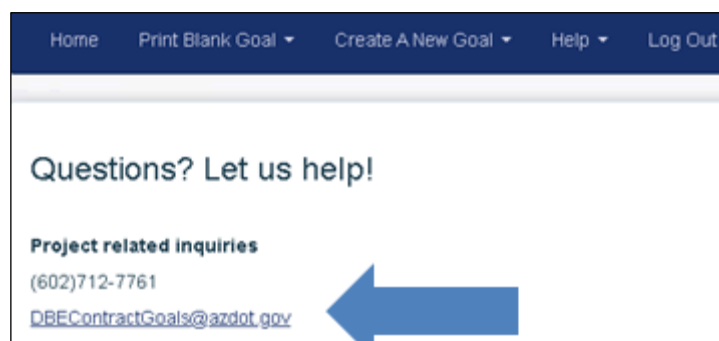 Home Print Blank Goal Create A New Goal Help Log Out
Questions? Let us help!
Project related inquiries
(602)712-7761
DBEContractGoals@azdot.gov